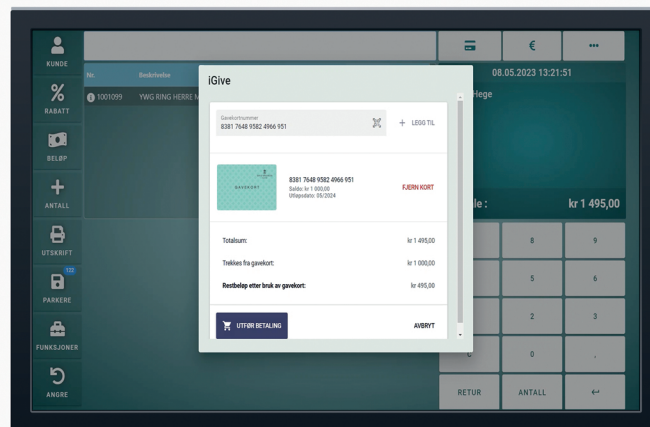 KUNDE
€
•••
Nr.
Beskrivelse
08.05.2023 13:21:51
1001099
YWG RING HERRE
Hege
RABATT
BELØP
ANTALL
UTSKRIFT
122
PARKERE
FUNKSJONER
ANGRE
iGive
Gavekortnummer
8381 7648 9582 4966 951
+ LEGG TIL
GAVEKORT
8381 7648 9582 4966 951
Saldo: kr 1 000,00
Utløpsdato: 05/2024
FJERN KORT
Totalsum:
kr 1 495,00
Trekkes fra gavekort:
kr 1 000,00
Restbeløp etter bruk av gavekort:
kr 495,00
UTFØR BETALING
AVBRYT
kr 1 495,00
8
9
5
6
2
3
0
,
RETUR
ANTALL